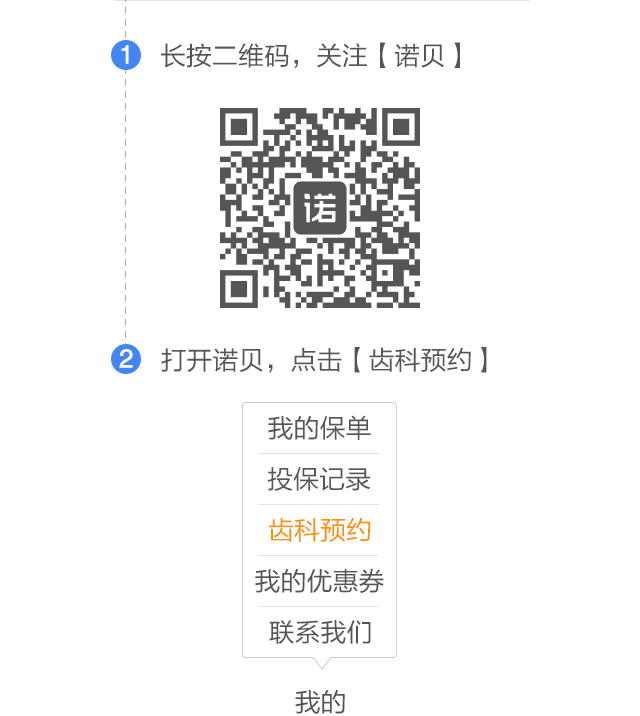 1 长按二维码，关注【诺贝】
诺
2 打开诺贝，点击【齿科预约】
我的保单
投保记录
齿科预约
我的优惠券
联系我们
我的